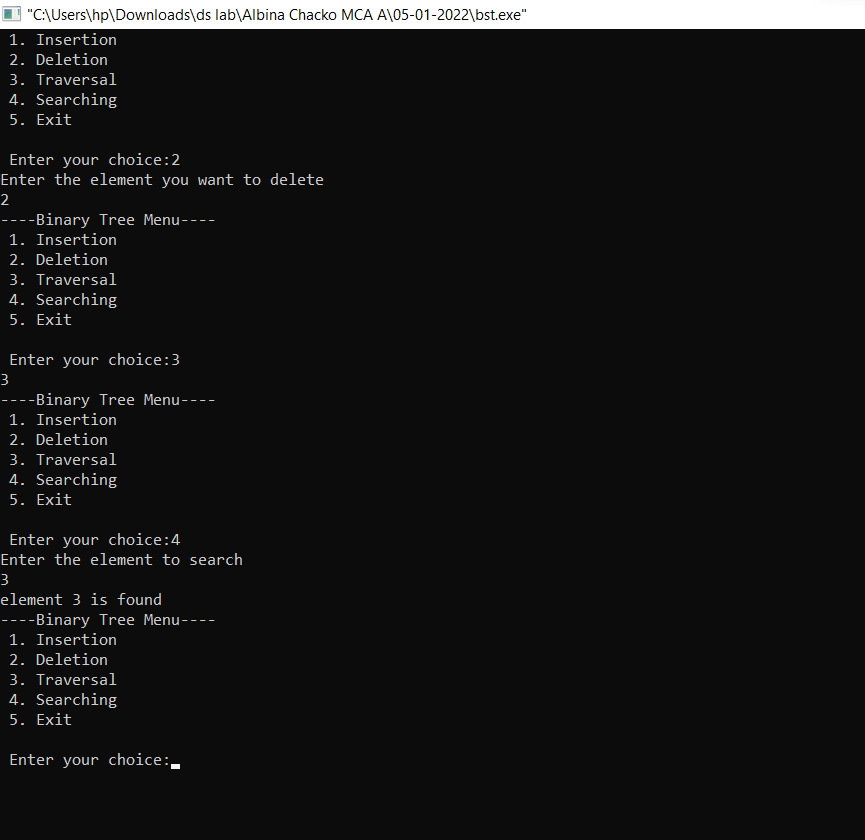 "C:\Users\hp\Downloads\ds lab\Albina Chacko MCA A\05-01-2022\bst.exe"
1. Insertion
2. Deletion
3. Traversal
4. Searching
5. Exit
Enter your choice:2
Enter the element you want to delete
2
----Binary Tree Menu----
1. Insertion
2. Deletion
3. Traversal
4. Searching
5. Exit
Enter your choice:3
3
----Binary Tree Menu----
1. Insertion
2. Deletion
3. Traversal
4. Searching
5. Exit
Enter your choice:4
Enter the element to search
3
element 3 is found
----Binary Tree Menu----
1. Insertion
2. Deletion
3. Traversal
4. Searching
5. Exit
Enter your choice: